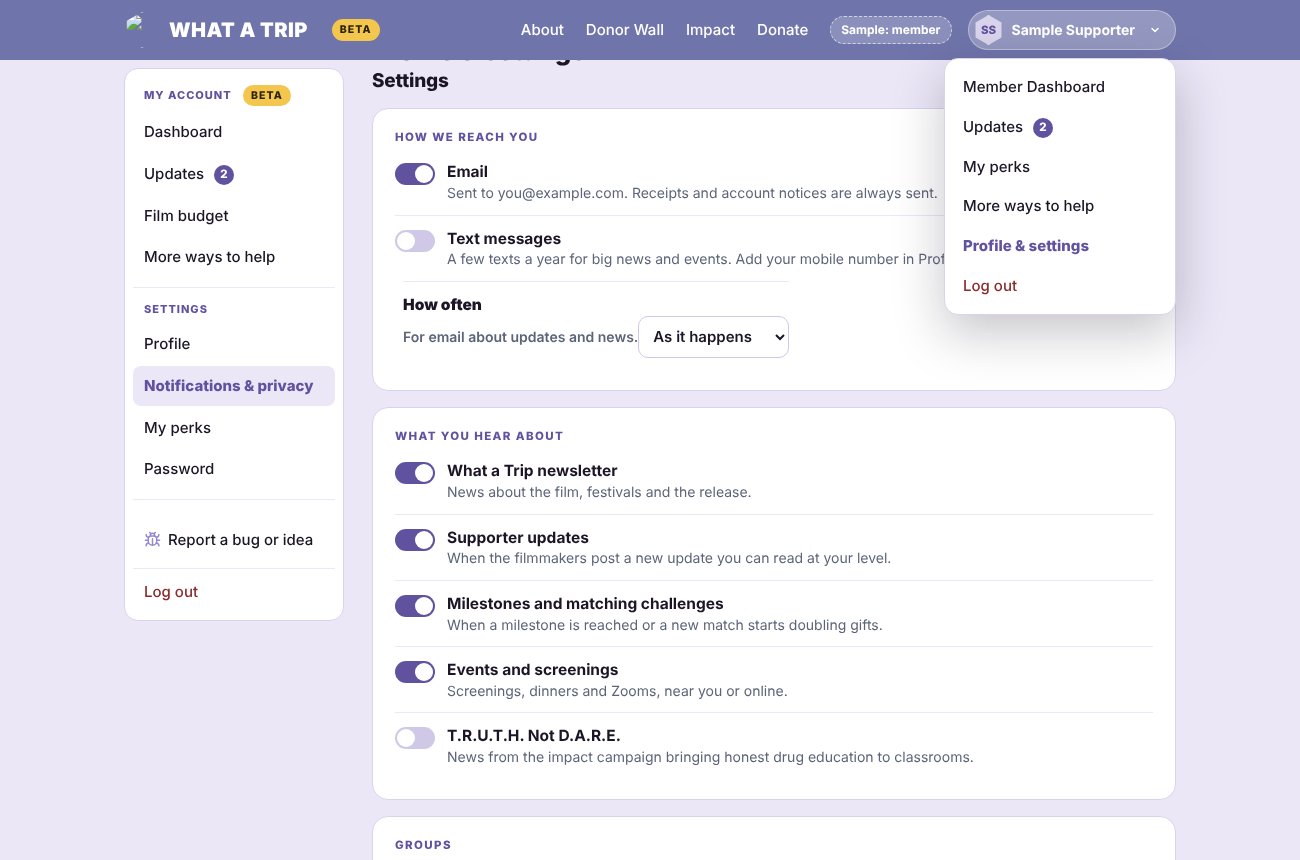 WHAT A TRIP BETA
About Donor Wall Impact Donate Sample: member SS Sample Supporter
Member Dashboard
Updates 2
My perks
More ways to help
Profile & settings
Log out
MY ACCOUNT BETA
Dashboard
Updates 2
Film budget
More ways to help
SETTINGS
Profile
Notifications & privacy
My perks
Password
Report a bug or idea
Log out
Settings
HOW WE REACH YOU
Email
Sent to you@example.com. Receipts and account notices are always sent.
Text messages
A few texts a year for big news and events. Add your mobile number in
How often
For email about updates and news. As it happens
WHAT YOU HEAR ABOUT
What a Trip newsletter
News about the film, festivals and the release.
Supporter updates
When the filmmakers post a new update you can read at your level.
Milestones and matching challenges
When a milestone is reached or a new match starts doubling gifts.
Events and screenings
Screenings, dinners and Zooms, near you or online.
T.R.U.T.H. Not D.A.R.E.
News from the impact campaign bringing honest drug education to classrooms.
GROUPS